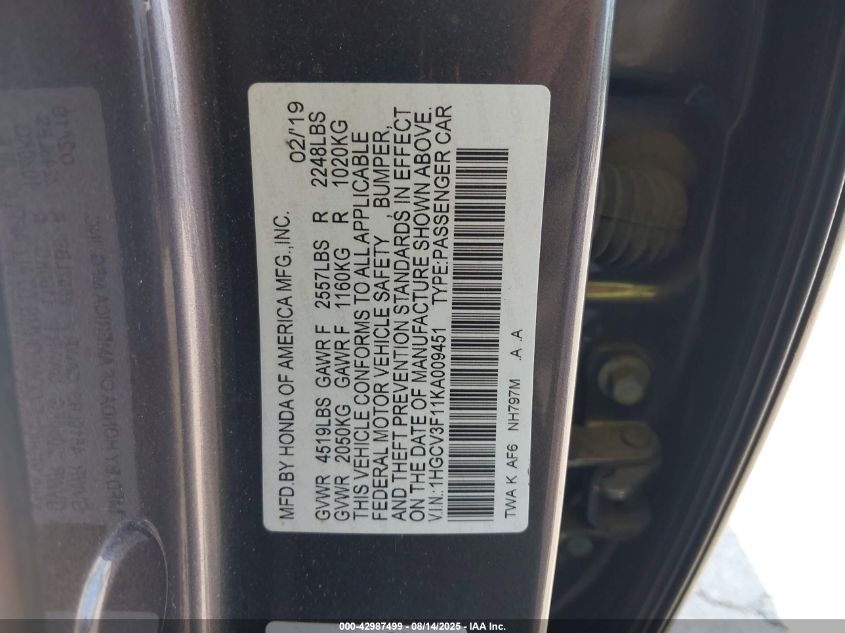 MFD.BY HONDA OF AMERICA MFG.,INC. 02/'19
GVWR 4519LBS GAWR F 2557LBS R 2248LBS
GVWR 2050KG GAWR F 1160KG R 1020KG
THIS VEHICLE CONFORMS TO ALL APPLICABLE
FEDERAL MOTOR VEHICLE SAFETY , BUMPER,
AND THEFT PREVENTION STANDARDS IN EFFECT
ON THE DATE OF MANUFACTURE SHOWN ABOVE.
V.I.N.:1HGCV3F11KA009451 TYPE:PASSENGER CAR
TWA K AF6 NH797M .A .A
000-42987499 - 08/14/2025 - IAA Inc.